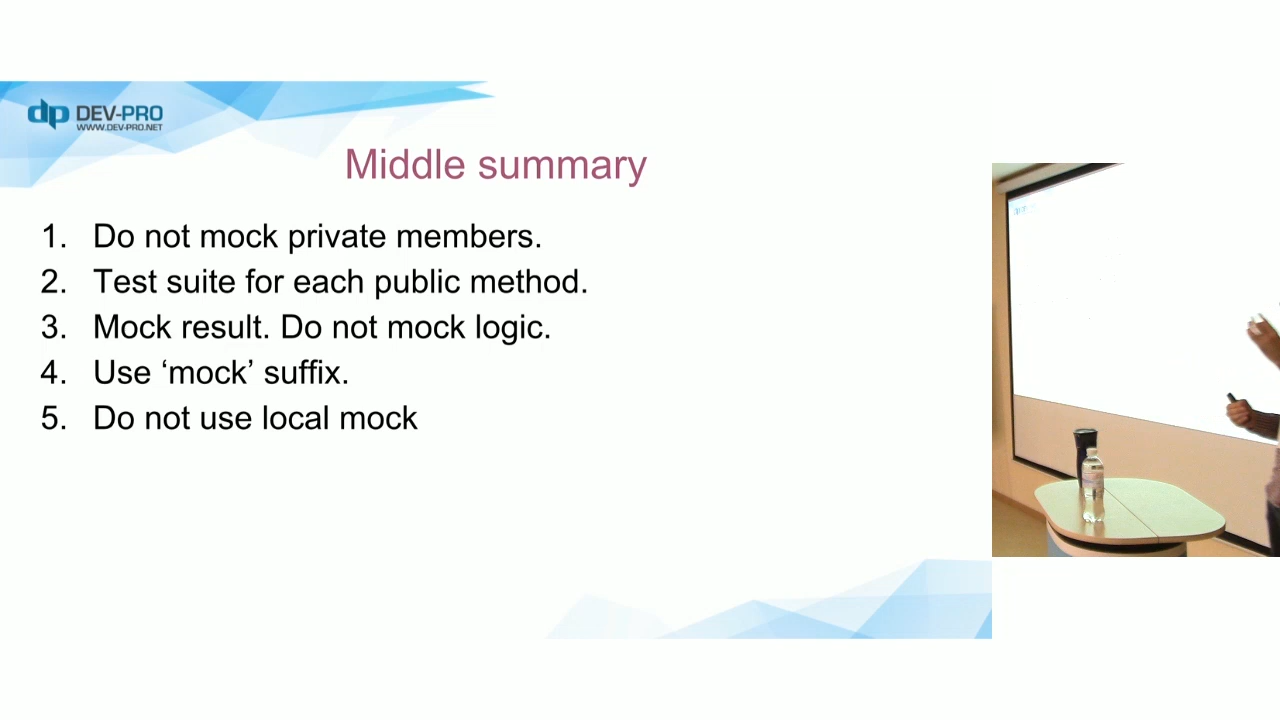 dp DEV-PRO
WWW.DEV-PRO.NET
Middle summary
1. Do not mock private members.
2. Test suite for each public method.
3. Mock result. Do not mock logic.
4. Use ‘mock’ suffix.
5. Do not use local mock